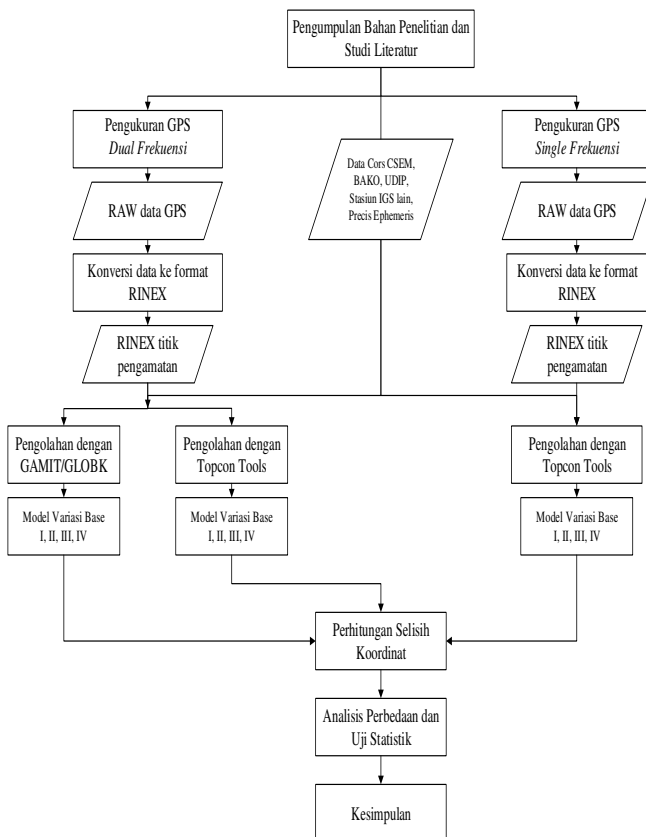 Pengumpulan Bahan Penelitian dan
Studi Literatur
Pengukuran GPS
Dual Frekuensi
Data Cors CSEM,
BAKO, UDIP,
Stasiun IGS lain,
Precis Ephemeris
Pengukuran GPS
Single Frekuensi
RAW data GPS
RAW data GPS
Konversi data ke format
RINEX
Konversi data ke format
RINEX
RINEX titik
pengamatan
RINEX titik
pengamatan
Pengolahan dengan
GAMIT/GLOBK
Pengolahan dengan
Topcon Tools
Pengolahan dengan
Topcon Tools
Model Variasi Base
I, II, III, IV
Model Variasi Base
I, II, III, IV
Model Variasi Base
I, II, III, IV
Perhitungan Selisih
Koordinat
Analisis Perbedaan dan
Uji Statistik
Kesimpulan